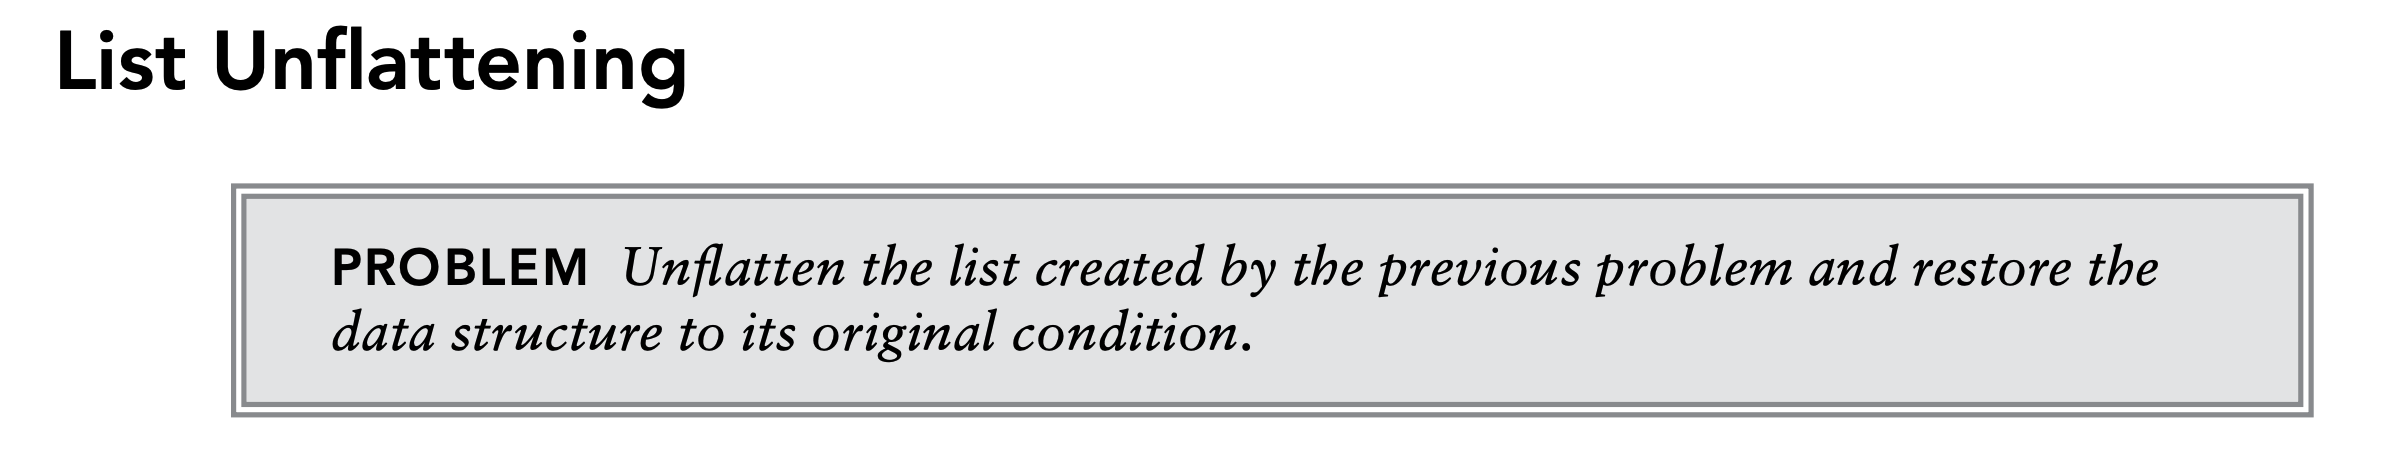 List Unflattening
PROBLEM Unflatten the list created by the previous problem and restore the
data structure to its original condition.